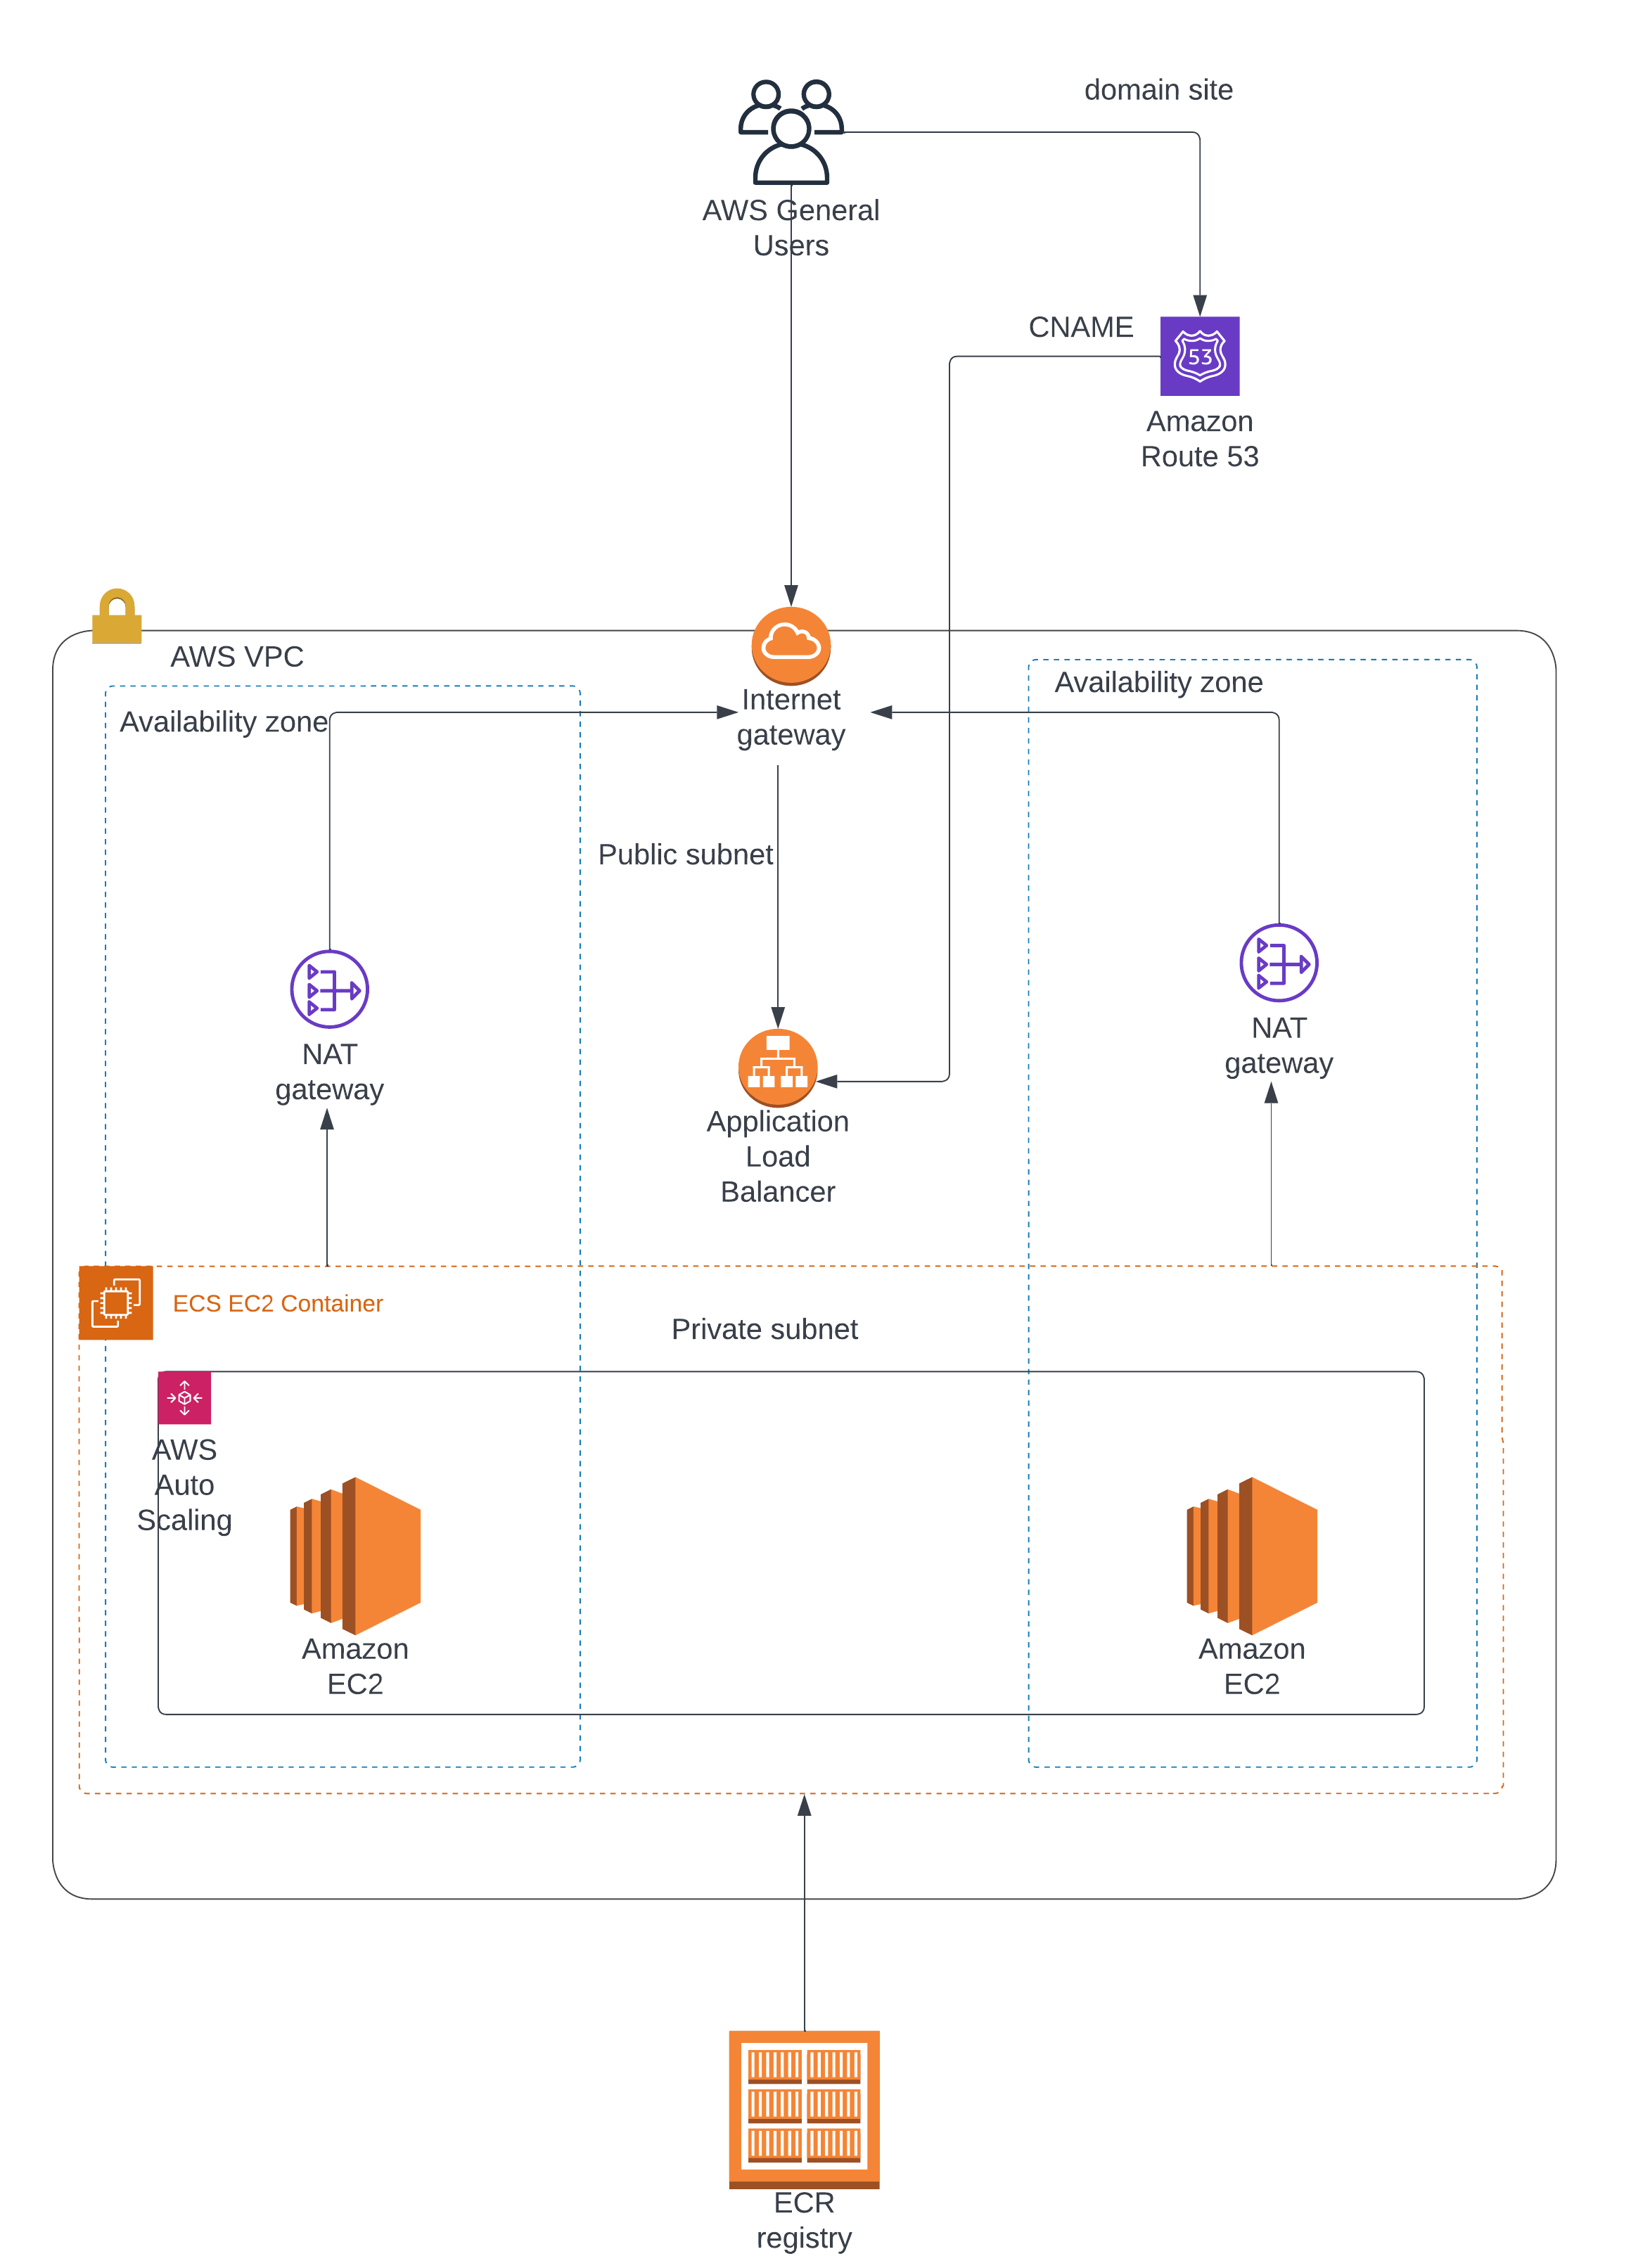 domain site
AWS General
Users
CNAME
53
Amazon
Route 53
AWS VPC
Availability zone
Internet
gateway
Availability zone
Public subnet
NAT
gateway
NAT
gateway
Application
Load
Balancer
ECS EC2 Container
Private subnet
AWS
Auto
Scaling
Amazon
EC2
Amazon
EC2
ECR
registry